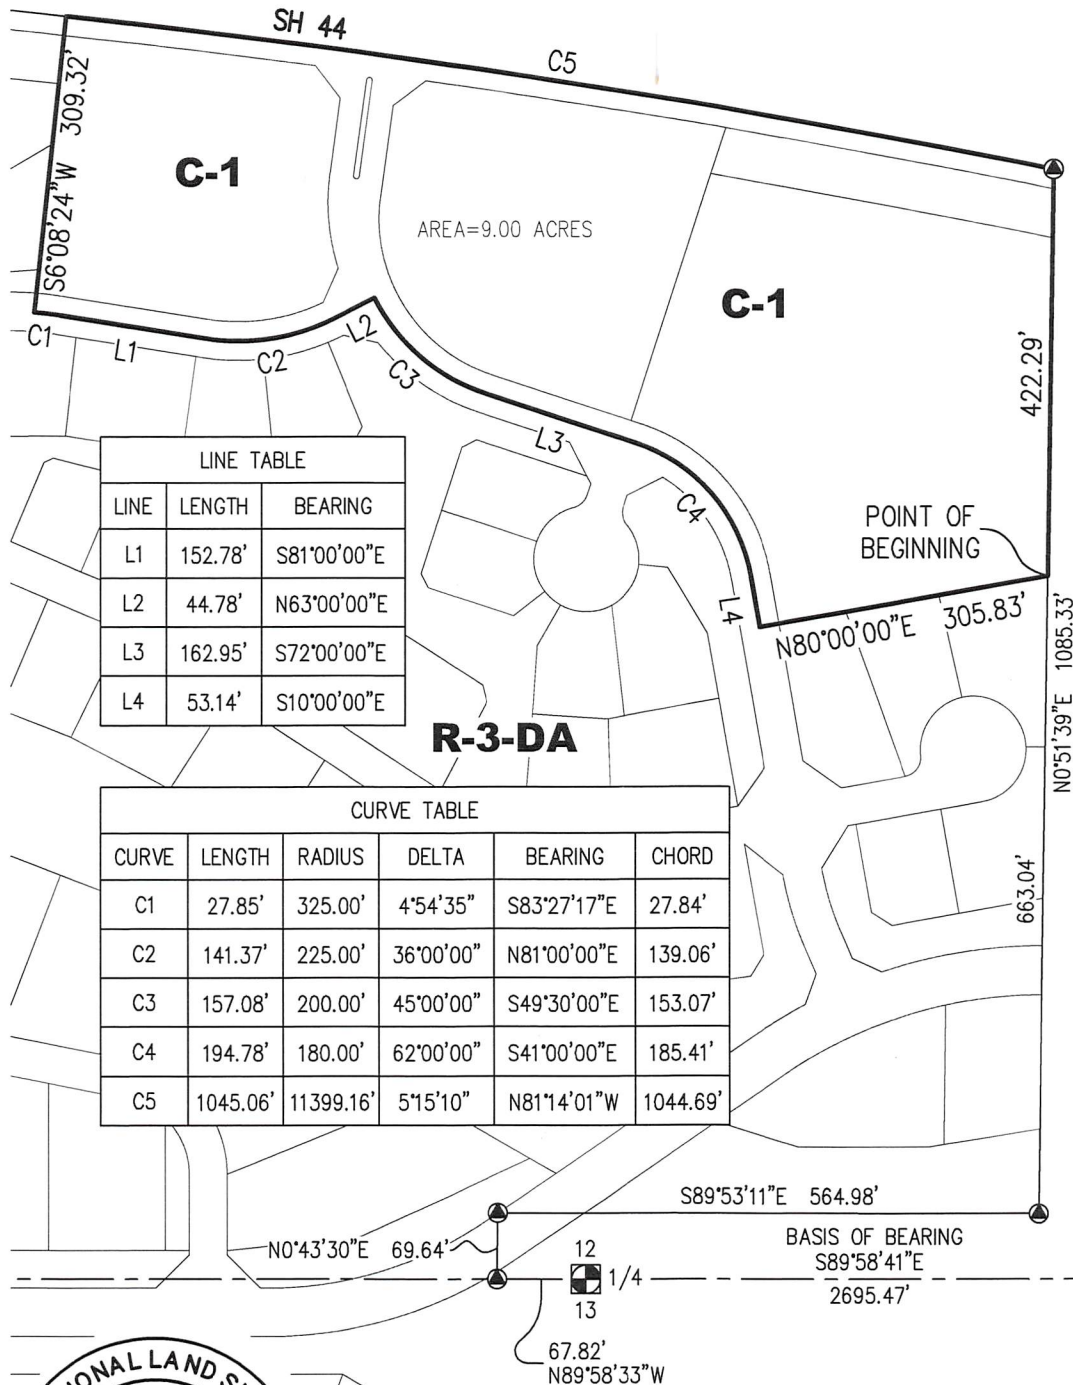 SH 44
C5
309.32'
S6°08'24"W
C-1
AREA=9.00 ACRES
C-1
422.29'
C1
L1
C2
L2
C3
L3
C4
L4
POINT OF
BEGINNING
N80°00'00"E 305.83'
LINE TABLE
LINE LENGTH BEARING
L1 152.78' S81°00'00"E
L2 44.78' N63°00'00"E
L3 162.95' S72°00'00"E
L4 53.14' S10°00'00"E
N0°51'39"E 1085.33'
R-3-DA
CURVE TABLE
CURVE LENGTH RADIUS DELTA BEARING CHORD
C1 27.85' 325.00' 4°54'35" S83°27'17"E 27.84'
C2 141.37' 225.00' 36°00'00" N81°00'00"E 139.06'
C3 157.08' 200.00' 45°00'00" S49°30'00"E 153.07'
C4 194.78' 180.00' 62°00'00" S41°00'00"E 185.41'
C5 1045.06' 11399.16' 5°15'10" N81°14'01"W 1044.69'
663.04'
S89°53'11"E 564.98'
N0°43'30"E 69.64'
BASIS OF BEARING
S89°58'41"E
2695.47'
12
1/4
13
67.82'
N89°58'33"W
IONAL LAND